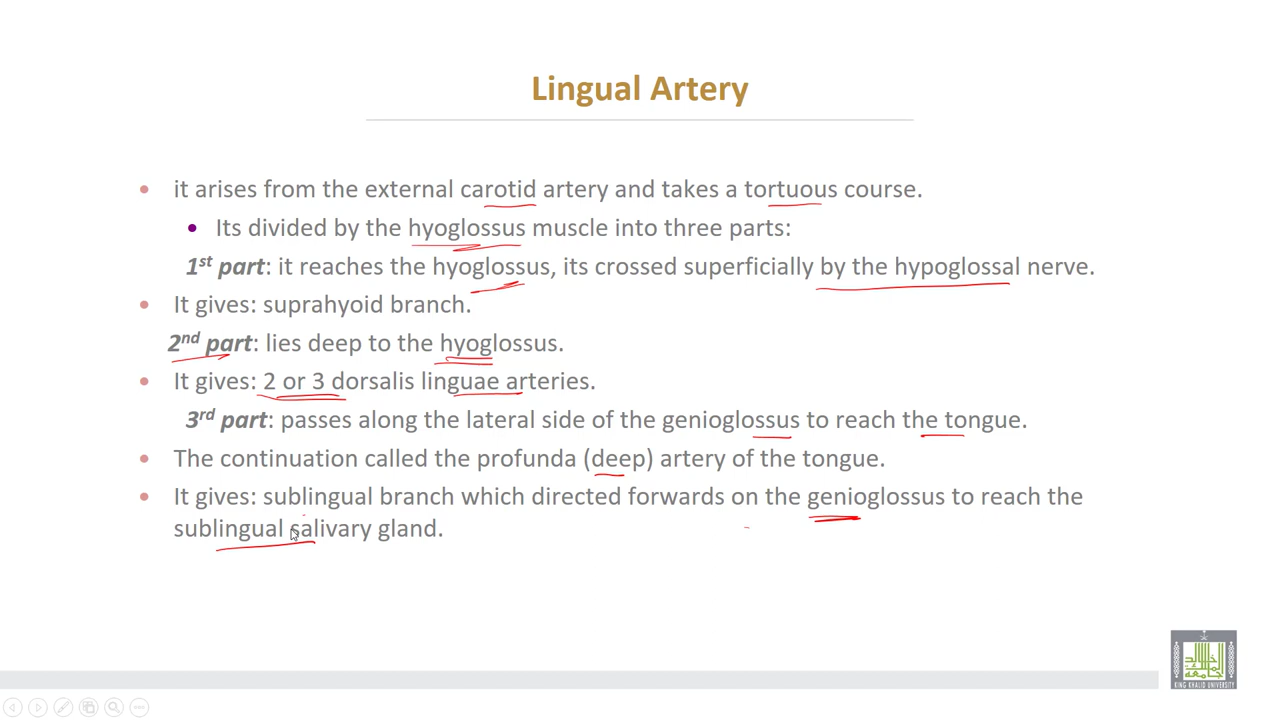 Lingual Artery
• it arises from the external carotid artery and takes a tortuous course.
• Its divided by the hyoglossus muscle into three parts:
1st part: it reaches the hyoglossus, its crossed superficially by the hypoglossal nerve.
• It gives: suprahyoid branch.
2nd part: lies deep to the hyoglossus.
• It gives: 2 or 3 dorsalis linguae arteries.
3rd part: passes along the lateral side of the genioglossus to reach the tongue.
• The continuation called the profunda (deep) artery of the tongue.
• It gives: sublingual branch which directed forwards on the genioglossus to reach the
sublingual salivary gland.
KING KHALID UNIVERSITY